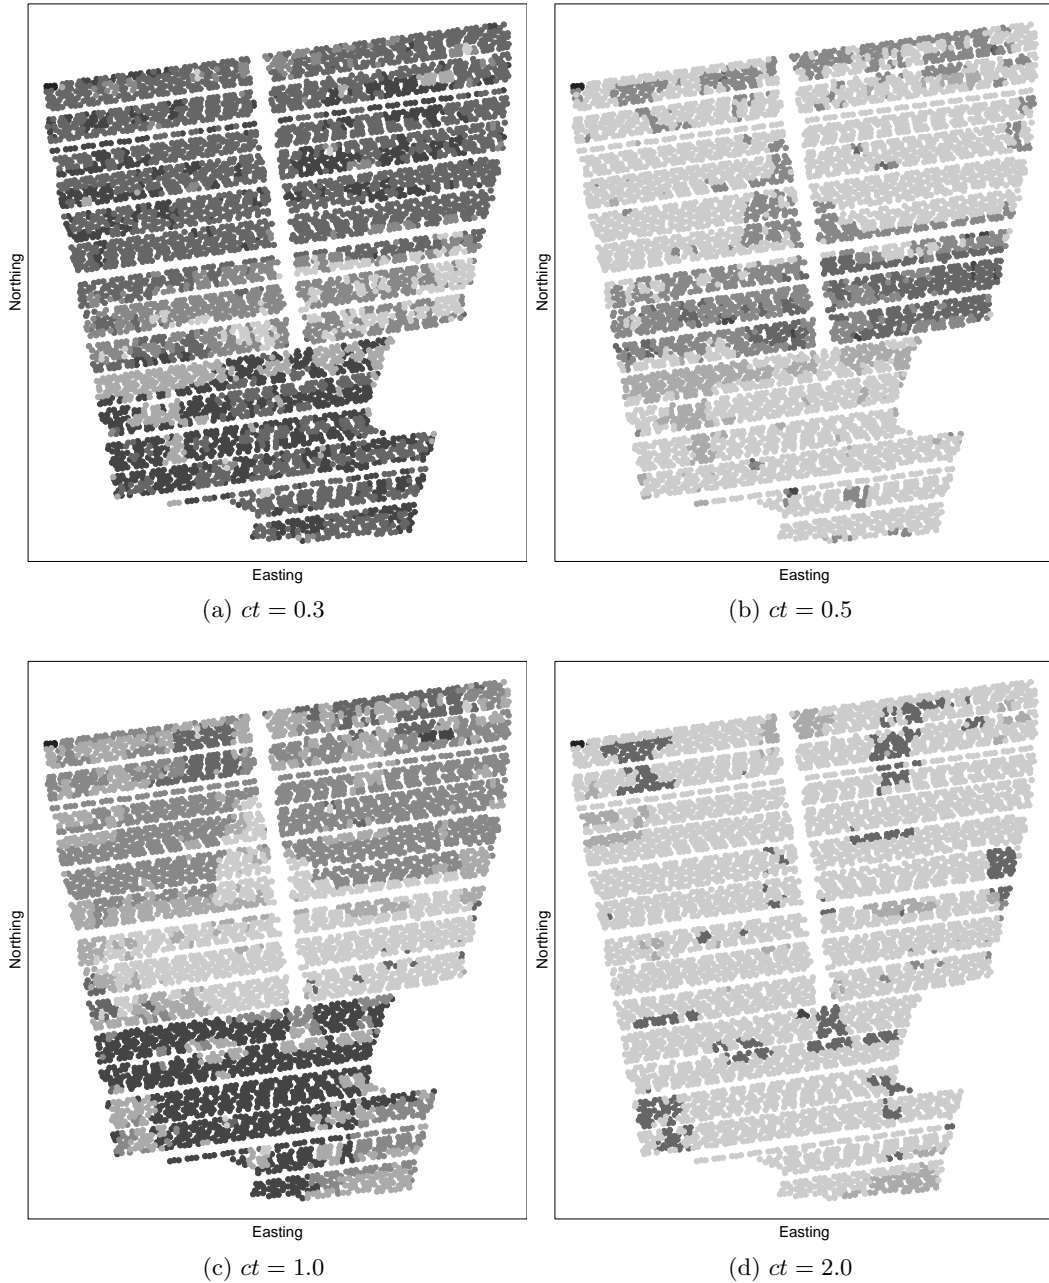 Northing
Easting
(a) ct = 0.3
Northing
Easting
(b) ct = 0.5
Northing
Easting
(c) ct = 1.0
Northing
Easting
(d) ct = 2.0